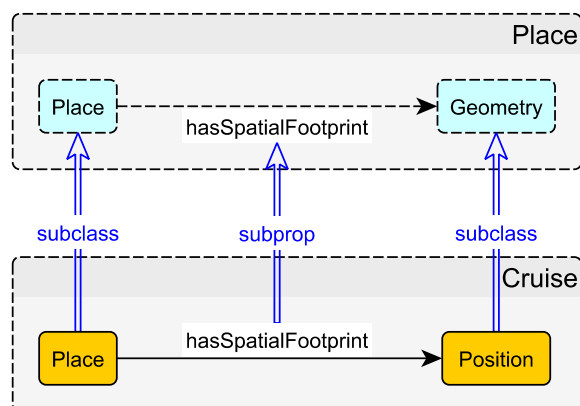 Place
Place
Geometry
hasSpatialFootprint
subclass
subprop
subclass
Cruise
hasSpatialFootprint
Place
Position